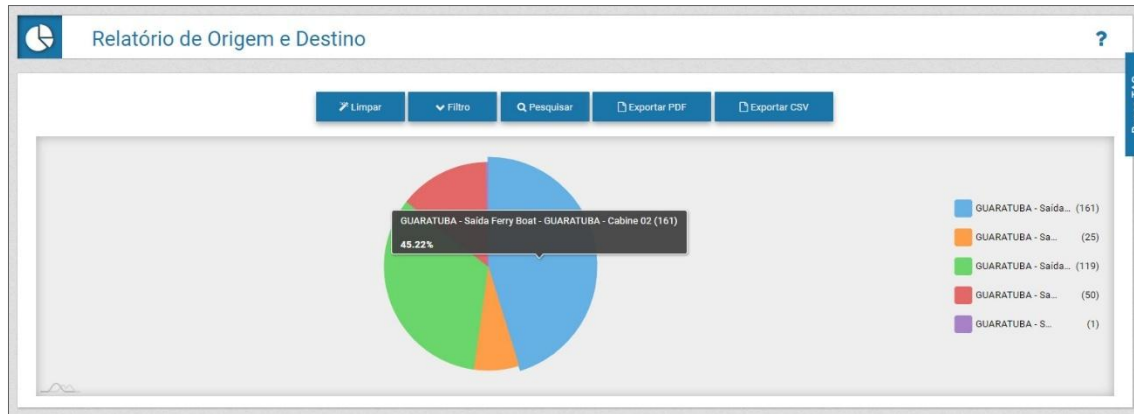 Relatório de Origem e Destino
?
Limpar
Filtro
Pesquisar
Exportar PDF
Exportar CSV
GUARATUBA - Saída Ferry Boat - GUARATUBA - Cabine 02 (161)
45.22%
GUARATUBA - Saída... (161)
GUARATUBA - Sa... (25)
GUARATUBA - Saída... (119)
GUARATUBA - Sa... (50)
GUARATUBA - S... (1)